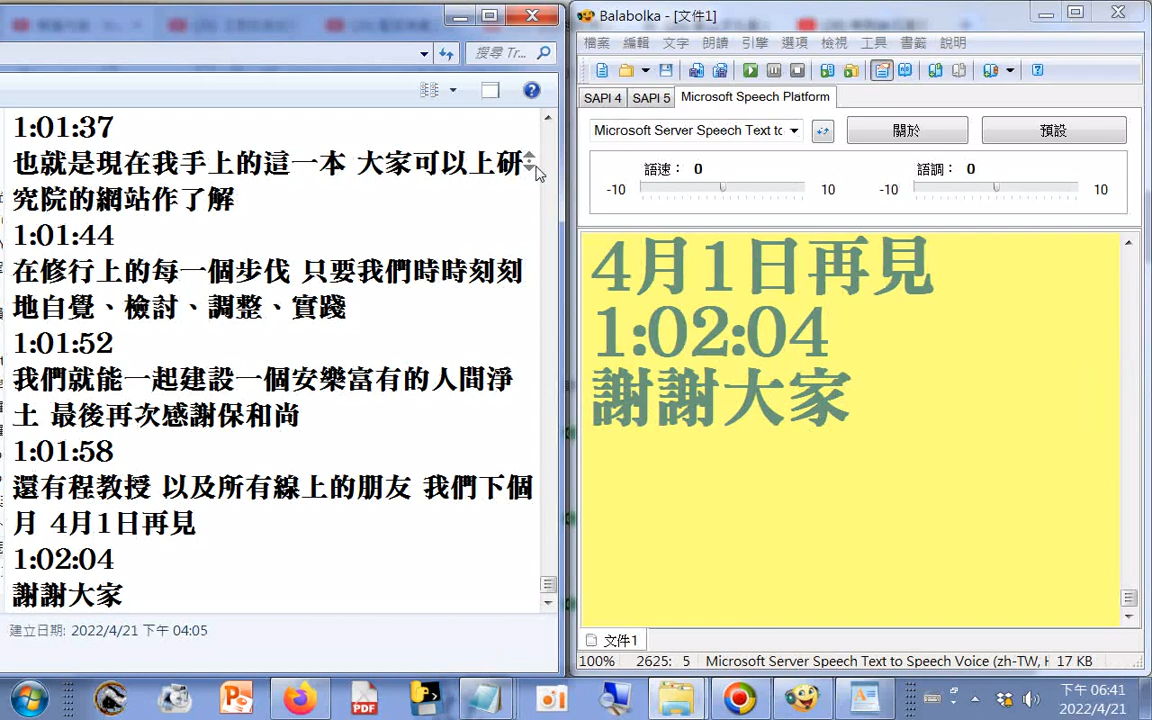 搜尋 Tr...
1:01:37
也就是現在我手上的這一本 大家可以上研
究院的網站作了解
1:01:44
在修行上的每一個步伐 只要我們時時刻刻
地自覺、檢討、調整、實踐
1:01:52
我們就能一起建設一個安樂富有的人間淨
土 最後再次感謝保和尚
1:01:58
還有程教授 以及所有線上的朋友 我們下個
月 4月1日再見
1:02:04
謝謝大家
建立日期: 2022/4/21 下午 04:05
Balabolka - [文件1]
檔案 編輯 文字 朗讀 引擎 選項 檢視 工具 書籤 說明
SAPI 4 SAPI 5 Microsoft Speech Platform
Microsoft Server Speech Text to 關於 預設
語速： 0 語調： 0
-10 10 -10 10
4月1日再見
1:02:04
謝謝大家
文件1
100% 2625: 5 Microsoft Server Speech Text to Speech Voice (zh-TW, H 17 KB
PDF
下午 06:41
2022/4/21